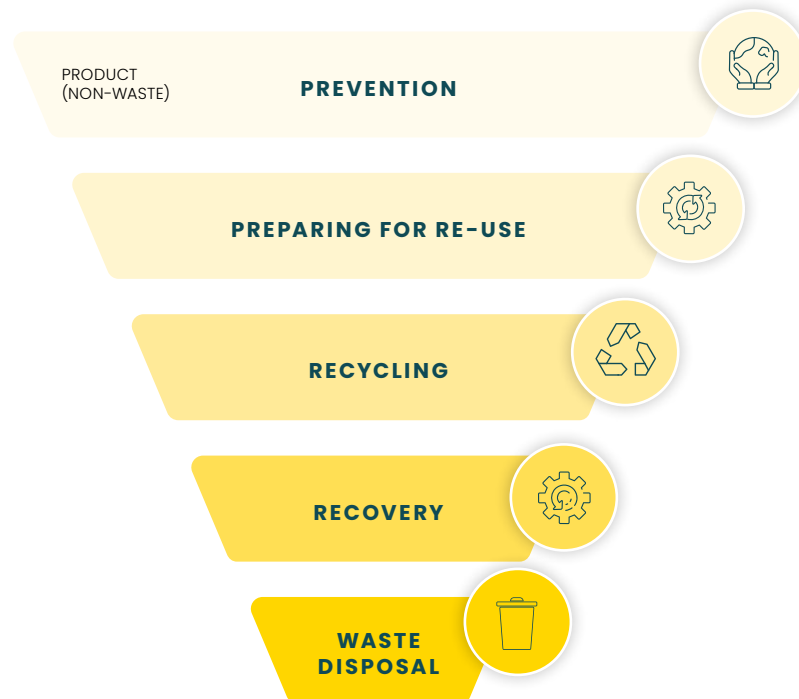 PRODUCT
(NON-WASTE)
PREVENTION
PREPARING FOR RE-USE
RECYCLING
RECOVERY
WASTE
DISPOSAL